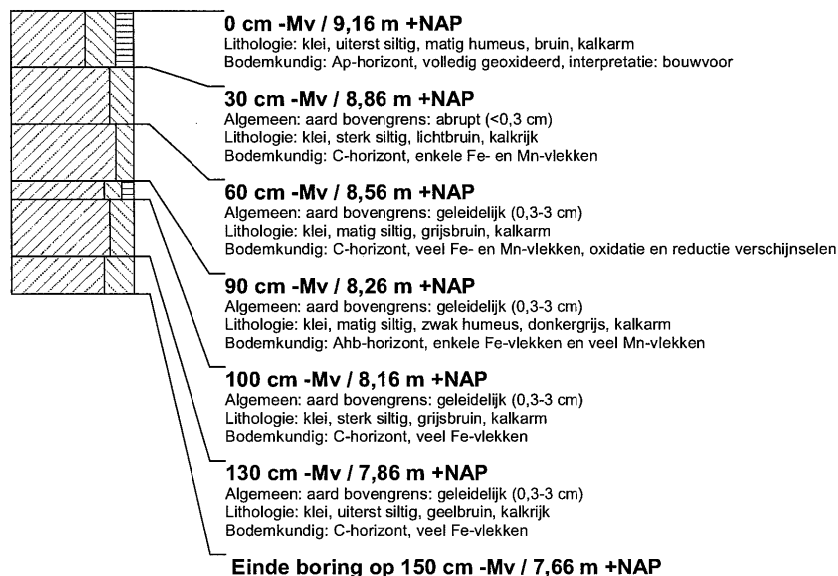 0 cm -Mv / 9,16 m +NAP
Lithologie: klei, uiterst siltig, matig humeus, bruin, kalkarm
Bodemkundig: Ap-horizont, volledig geoxideerd, interpretatie: bouwvoor
30 cm -Mv / 8,86 m +NAP
Algemeen: aard bovengrens: abrupt (<0,3 cm)
Lithologie: klei, sterk siltig, lichtbruin, kalkrijk
Bodemkundig: C-horizont, enkele Fe- en Mn-vlekken
60 cm -Mv / 8,56 m +NAP
Algemeen: aard bovengrens: geleidelijk (0,3-3 cm)
Lithologie: klei, matig siltig, grijsbruin, kalkarm
Bodemkundig: C-horizont, veel Fe- en Mn-vlekken, oxidatie en reductie verschijnselen
90 cm -Mv / 8,26 m +NAP
Algemeen: aard bovengrens: geleidelijk (0,3-3 cm)
Lithologie: klei, matig siltig, zwak humeus, donkergrijs, kalkarm
Bodemkundig: Ahb-horizont, enkele Fe-vlekken en veel Mn-vlekken
100 cm -Mv / 8,16 m +NAP
Algemeen: aard bovengrens: geleidelijk (0,3-3 cm)
Lithologie: klei, sterk siltig, grijsbruin, kalkarm
Bodemkundig: C-horizont, veel Fe-vlekken
130 cm -Mv / 7,86 m +NAP
Algemeen: aard bovengrens: geleidelijk (0,3-3 cm)
Lithologie: klei, uiterst siltig, geelbruin, kalkrijk
Bodemkundig: C-horizont, veel Fe-vlekken
Einde boring op 150 cm -Mv / 7,66 m +NAP